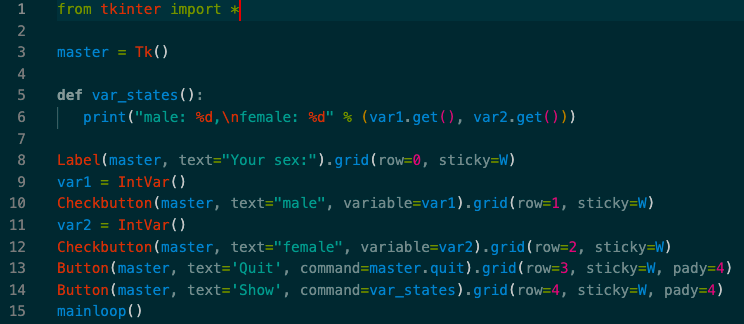 1 from tkinter import *
2
3 master = Tk()
4
5 def var_states():
6    print("male: %d,\nfemale: %d" % (var1.get(), var2.get()))
7
8 Label(master, text="Your sex:").grid(row=0, sticky=W)
9 var1 = IntVar()
10 Checkbutton(master, text="male", variable=var1).grid(row=1, sticky=W)
11 var2 = IntVar()
12 Checkbutton(master, text="female", variable=var2).grid(row=2, sticky=W)
13 Button(master, text='Quit', command=master.quit).grid(row=3, sticky=W, pady=4)
14 Button(master, text='Show', command=var_states).grid(row=4, sticky=W, pady=4)
15 mainloop()